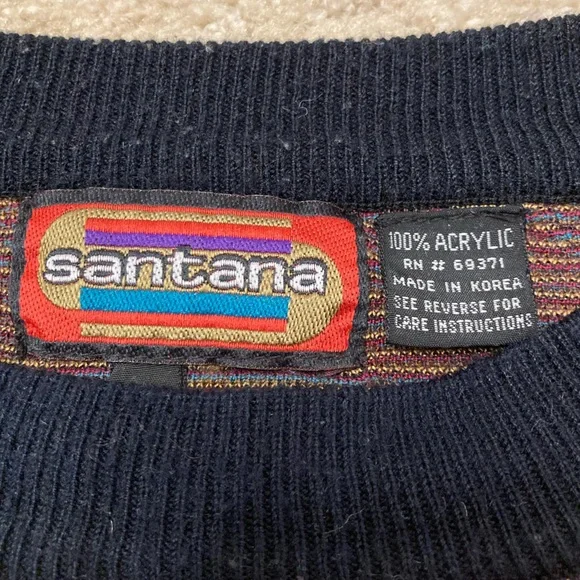 santana
100% ACRYLIC
RN # 69371
MADE IN KOREA
SEE REVERSE FOR
CARE INSTRUCTIONS